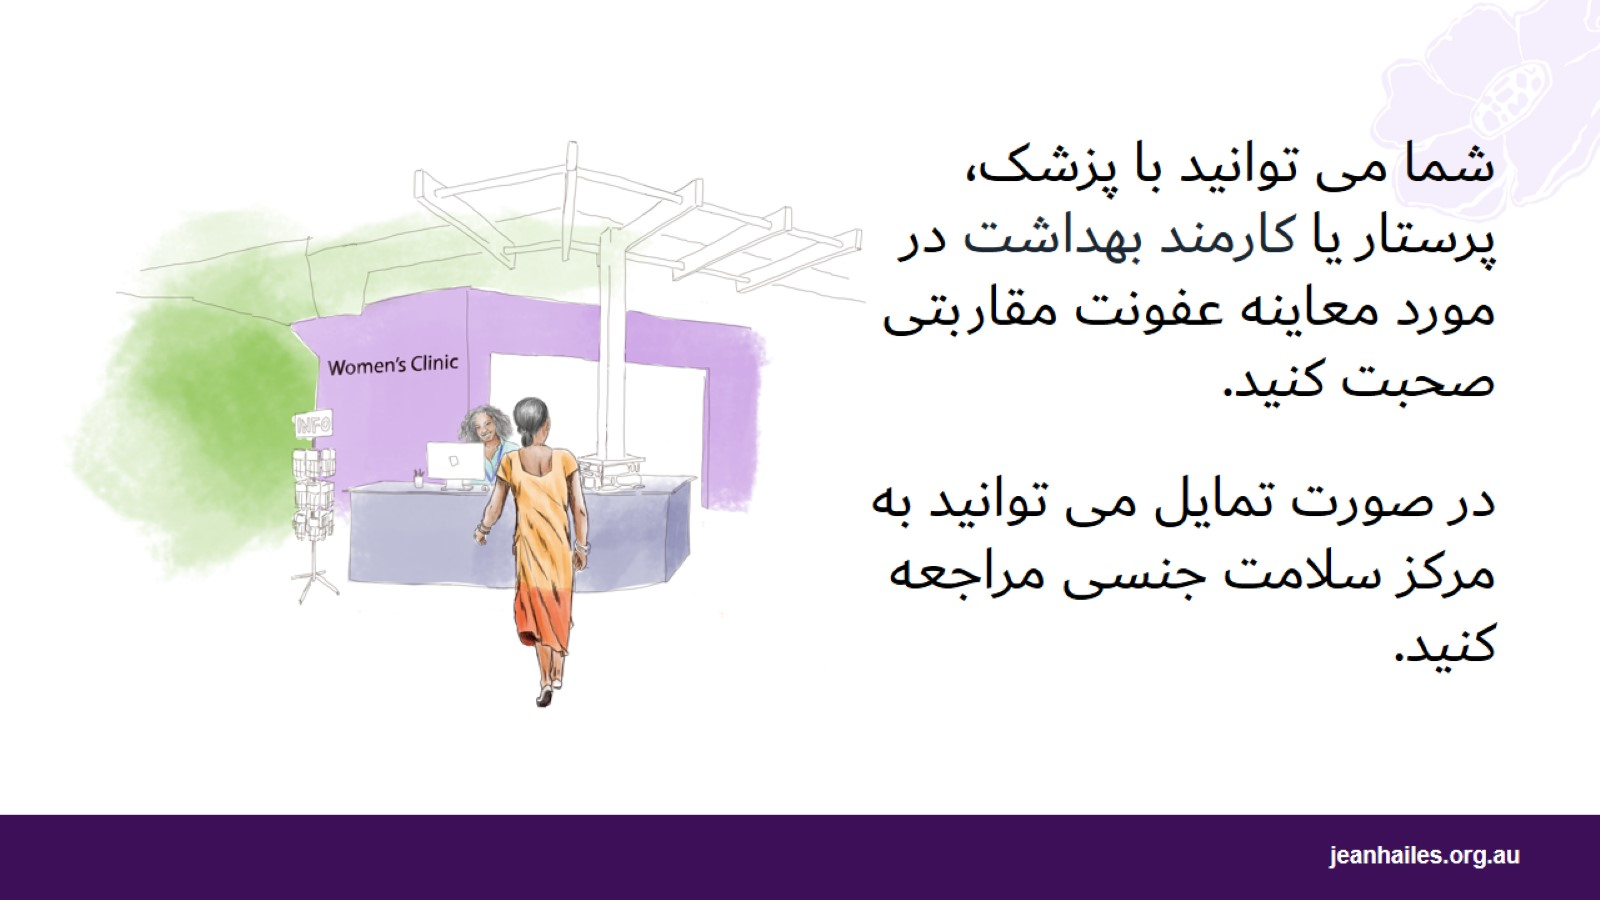 شما می توانید با پزشک،
پرستار یا کارمند بهداشت در
مورد معاینه عفونت مقاربتی
صحبت کنید.
در صورت تمایل می توانید به
مرکز سلامت جنسی مراجعه
کنید.
Women's Clinic
INFO
jeanhailes.org.au